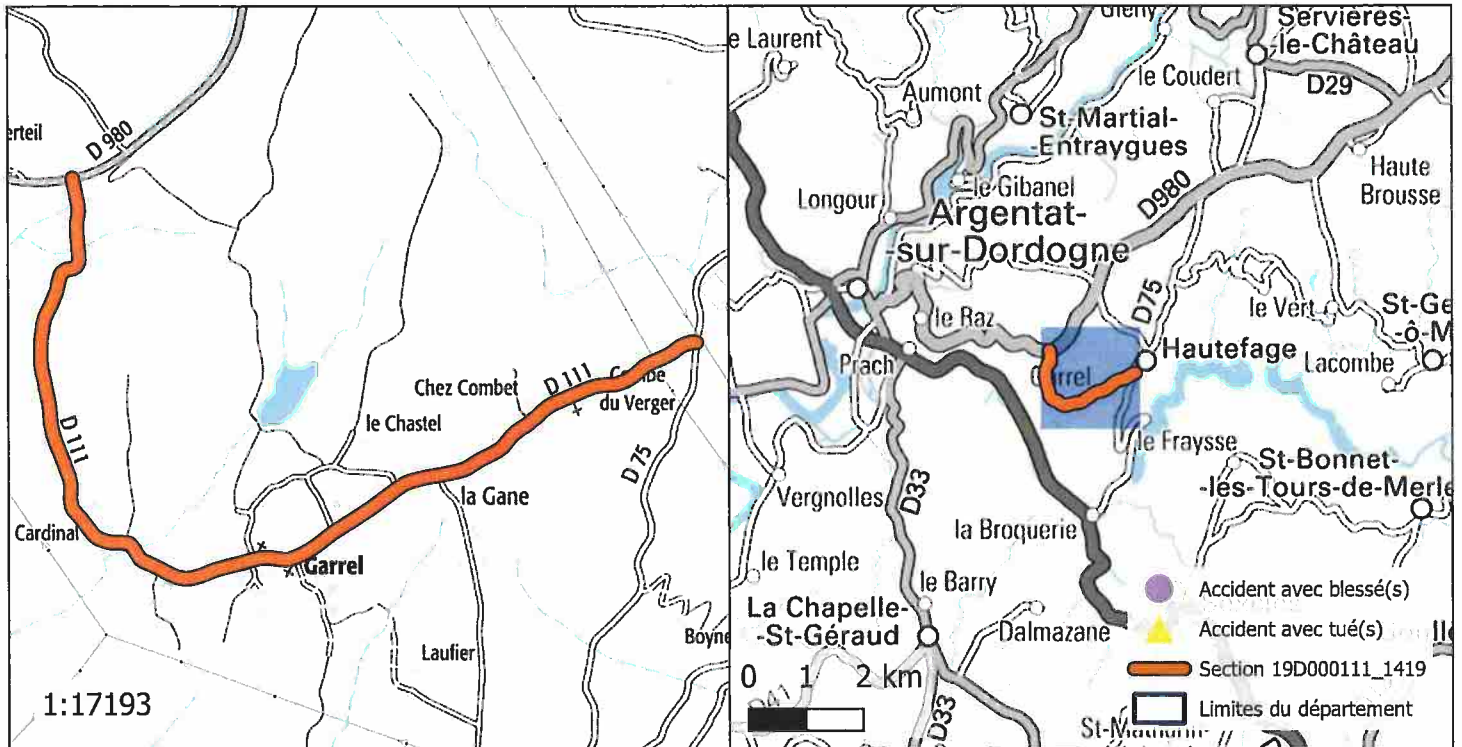 D 980
erteil
D 111
Chez Combet
D 111
Combe
du Verger
le Chastel
D 75
la Gane
Cardinal
Garrel
Laufier
Boyne
1:17193
Glény
Servières-
-le-Château
e Laurent
le Coudert
D29
Aumont
St-Martial-
-Entraygues
Haute
Brousse
le Gibanel
Longour
D980
Argentat-
-sur-Dordogne
D75
le Vert
St-Ge
-ô-M
le Raz
Hautefage
Lacombe
Prach
Garrel
le Fraysse
St-Bonnet-
-les-Tours-de-Merle
Vergnolles
D33
la Broquerie
le Temple
le Barry
La Chapelle-
-St-Géraud
Dalmazane
0 1 2 km
D41
D33
Accident avec blessé(s)
Accident avec tué(s)
Section 19D000111_1419
Limites du département